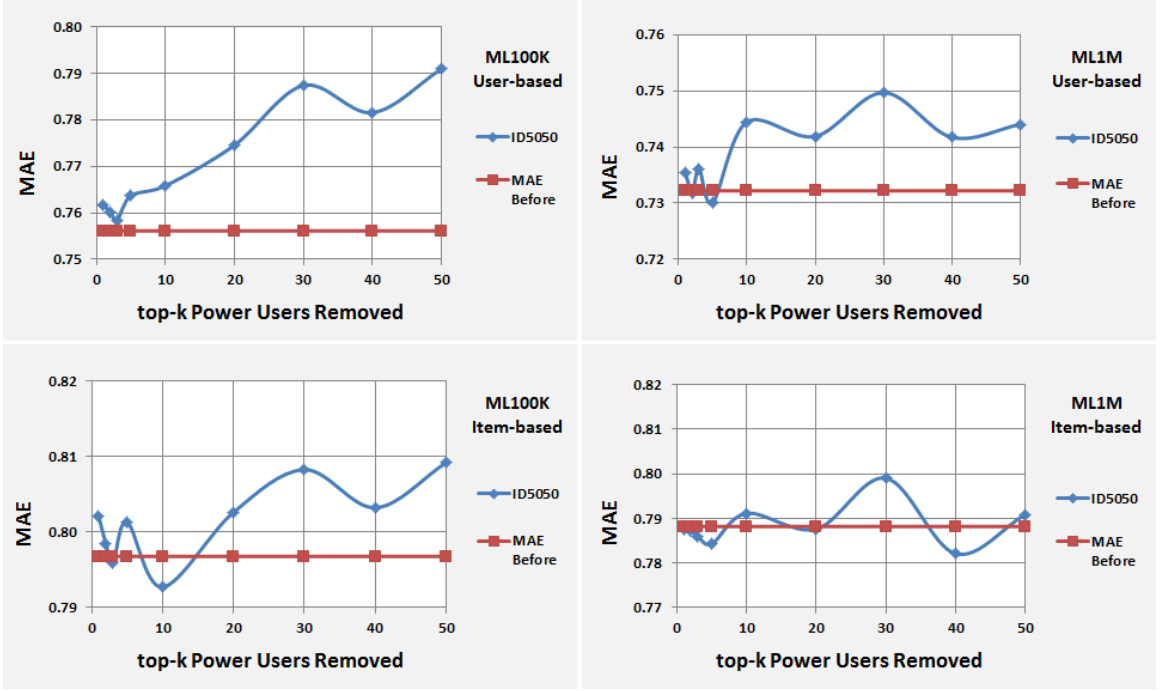 0.80
0.79
0.78
0.77
0.76
0.75
MAE
0 10 20 30 40 50
top-k Power Users Removed
ML100K
User-based
ID5050
MAE
Before
0.76
0.75
0.74
0.73
0.72
MAE
0 10 20 30 40 50
top-k Power Users Removed
ML1M
User-based
ID5050
MAE
Before
0.82
0.81
0.80
0.79
MAE
0 10 20 30 40 50
top-k Power Users Removed
ML100K
Item-based
ID5050
MAE
Before
0.82
0.81
0.80
0.79
0.78
0.77
MAE
0 10 20 30 40 50
top-k Power Users Removed
ML1M
Item-based
ID5050
MAE
Before